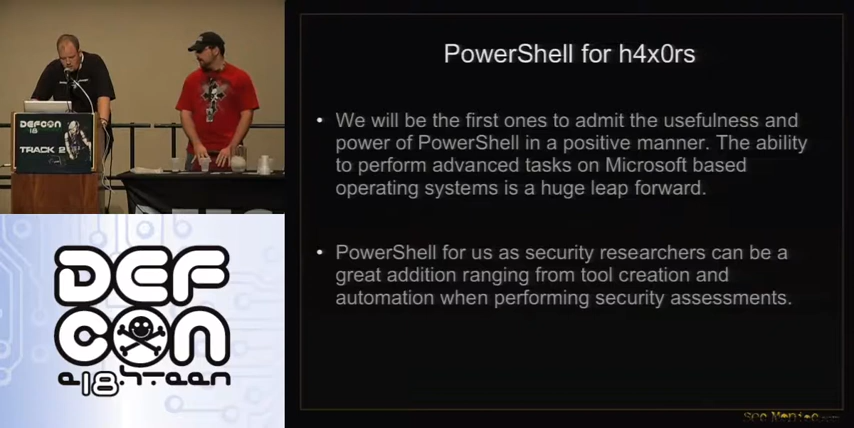 DEFCON
18
TRACK 2
DEF
CON
e18hteen
PowerShell for h4x0rs
• We will be the first ones to admit the usefulness and
power of PowerShell in a positive manner. The ability
to perform advanced tasks on Microsoft based
operating systems is a huge leap forward.
• PowerShell for us as security researchers can be a
great addition ranging from tool creation and
automation when performing security assessments.